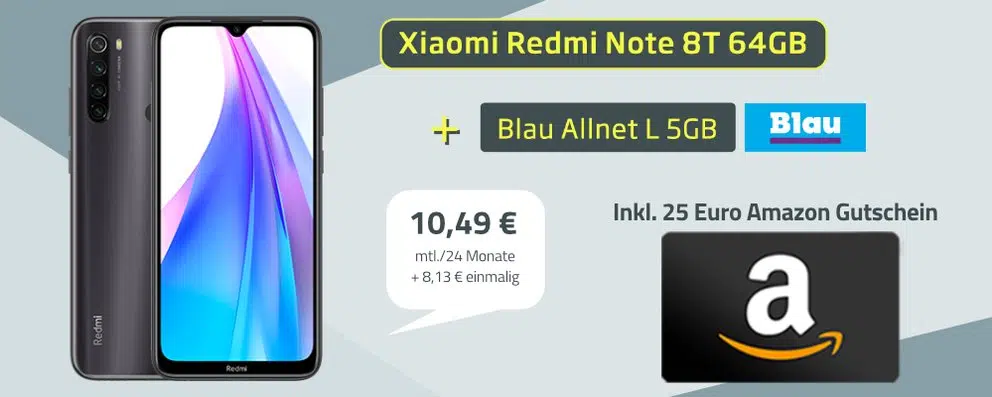 Xiaomi Redmi Note 8T 64GB
+ Blau Allnet L 5GB
Blau
10,49 €
mtl./24 Monate
+ 8,13 € einmalig
Inkl. 25 Euro Amazon Gutschein
a
Redmi
Redmi